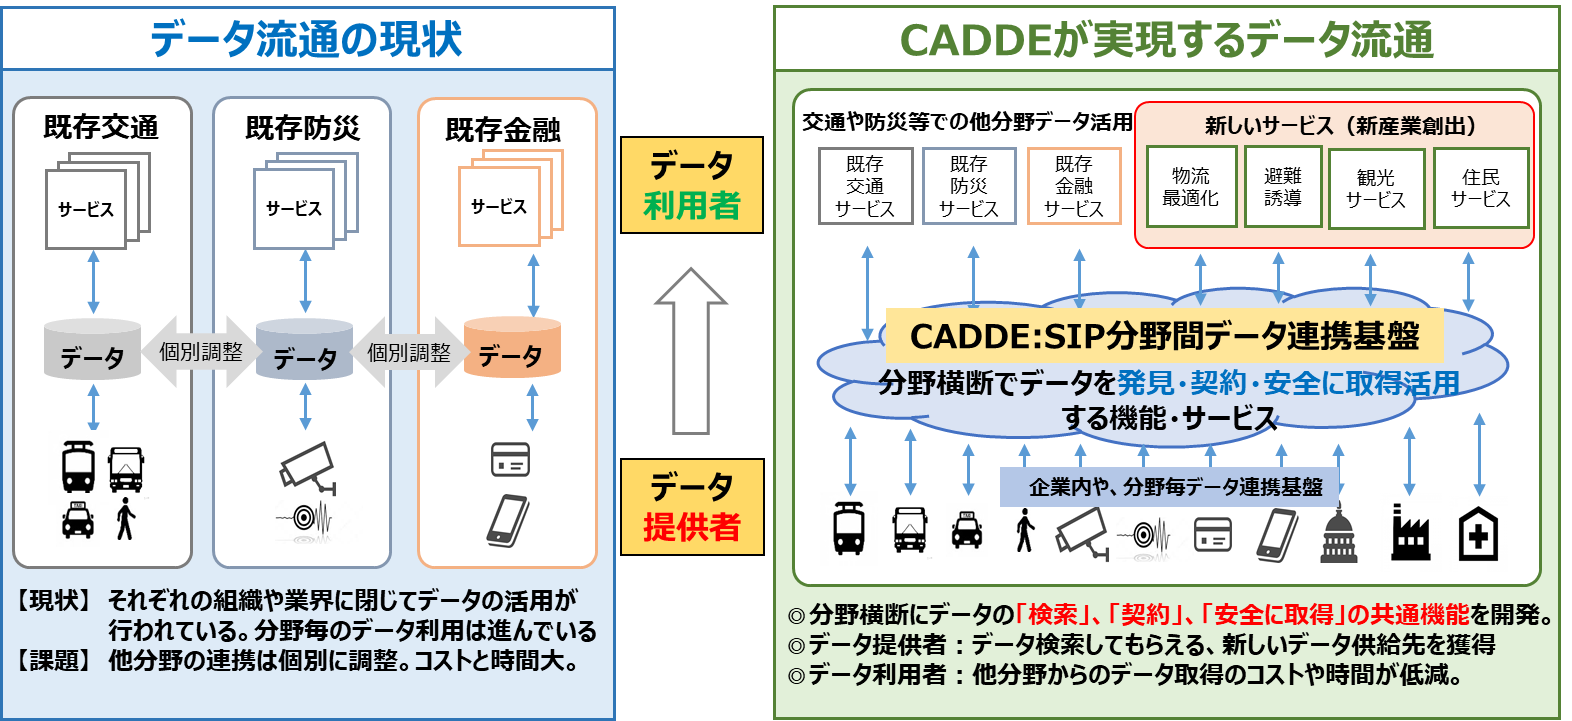 データ流通の現状
既存交通
サービス
データ
既存防災
サービス
データ
既存金融
サービス
データ
個別調整
個別調整
【現状】 それぞれの組織や業界に閉じてデータの活用が
行われている。分野毎のデータ利用は進んでいる
【課題】 他分野の連携は個別に調整。コストと時間大。
データ
利用者
データ
提供者
CADDEが実現するデータ流通
交通や防災等での他分野データ活用
既存
交通
サービス
既存
防災
サービス
既存
金融
サービス
新しいサービス（新産業創出）
物流
最適化
避難
誘導
観光
サービス
住民
サービス
CADDE:SIP分野間データ連携基盤
分野横断でデータを発見・契約・安全に取得活用
する機能・サービス
企業内や、分野毎データ連携基盤
◎分野横断にデータの「検索」、「契約」、「安全に取得」の共通機能を開発。
◎データ提供者：データ検索してもらえる、新しいデータ供給先を獲得
◎データ利用者：他分野からのデータ取得のコストや時間が低減。